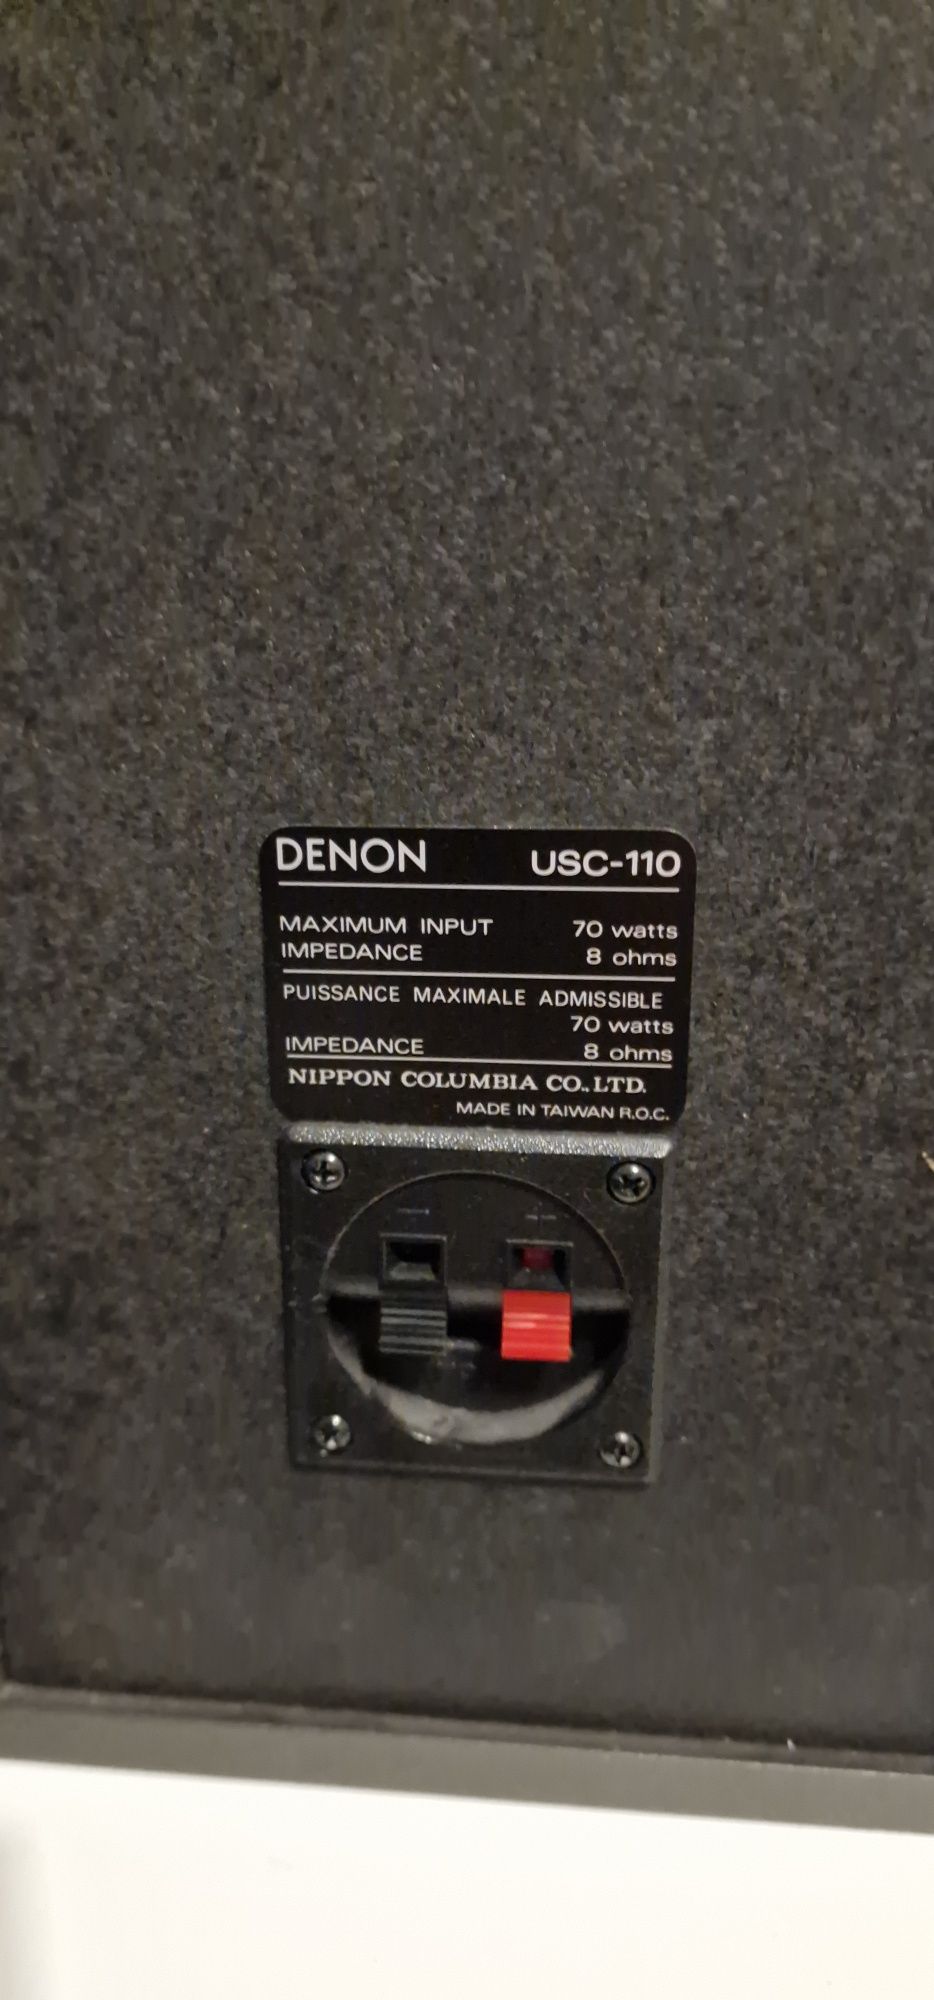 DENON USC-110
MAXIMUM INPUT 70 watts
IMPEDANCE 8 ohms
PUISSANCE MAXIMALE ADMISSIBLE
70 watts
IMPEDANCE 8 ohms
NIPPON COLUMBIA CO., LTD.
MADE IN TAIWAN R.O.C.
- +